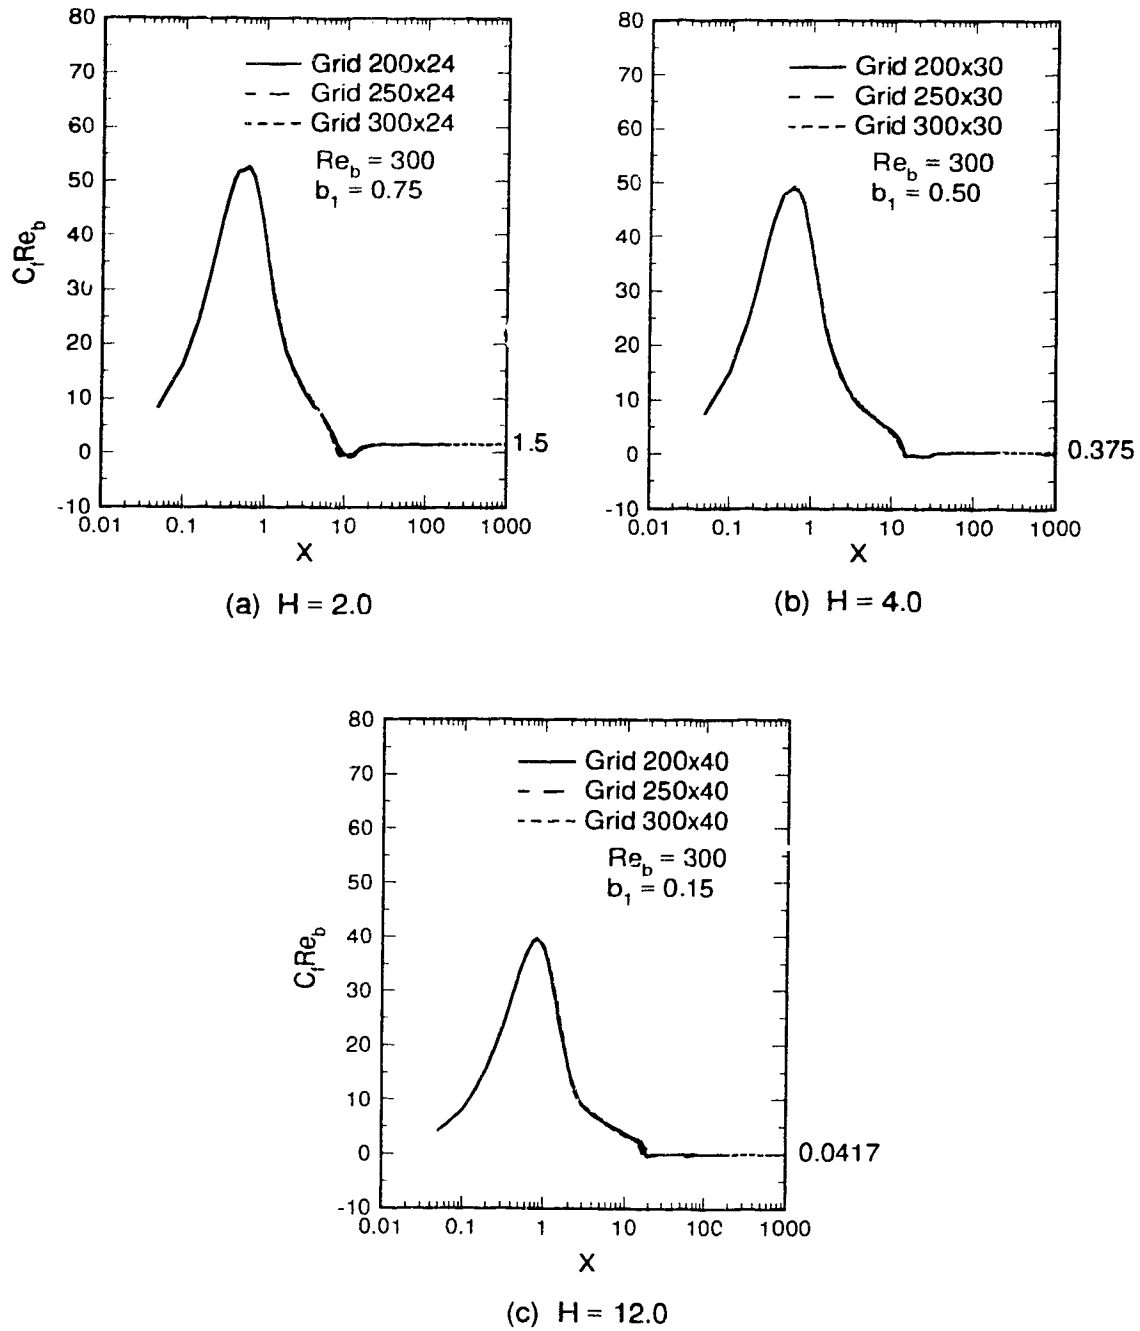 80
70
60
50
40
30
20
10
0
-10
C_fRe_b
Grid 200x24
Grid 250x24
Grid 300x24
Re_b = 300
b_1 = 0.75
1.5
0.01 0.1 1 10 100 1000
X
(a) H = 2.0
80
70
60
50
40
30
20
10
0
-10
Grid 200x30
Grid 250x30
Grid 300x30
Re_b = 300
b_1 = 0.50
0.375
0.01 0.1 1 10 100 1000
X
(b) H = 4.0
80
70
60
50
40
30
20
10
0
-10
C_fRe_b
Grid 200x40
Grid 250x40
Grid 300x40
Re_b = 300
b_1 = 0.15
0.0417
0.01 0.1 1 10 100 1000
X
(c) H = 12.0